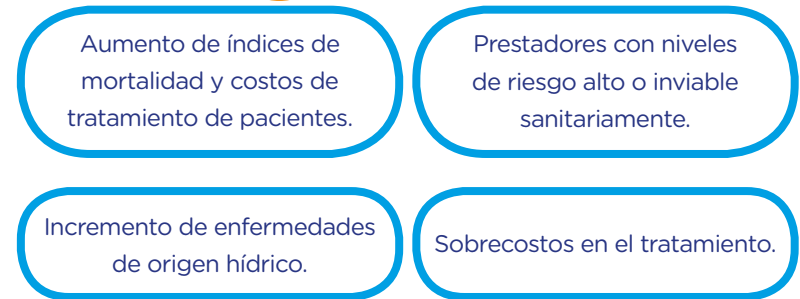 Aumento de índices de
mortalidad y costos de
tratamiento de pacientes.
Prestadores con niveles
de riesgo alto o inviable
sanitariamente.
Incremento de enfermedades
de origen hídrico.
Sobrecostos en el tratamiento.